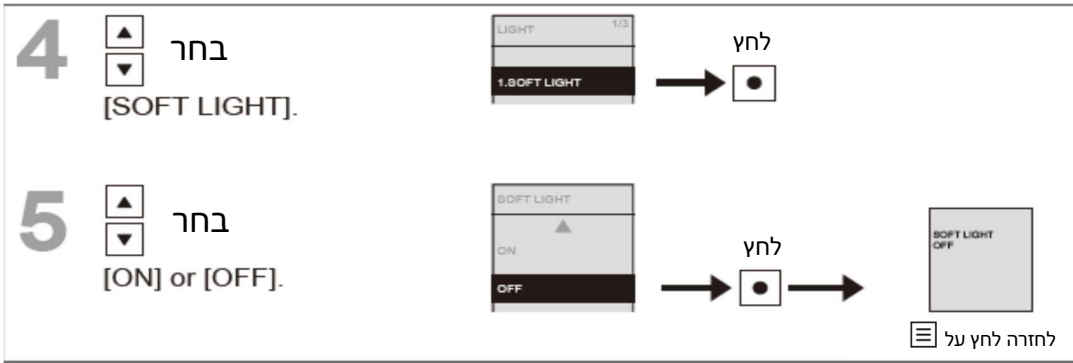 4
בחר
[SOFT LIGHT].
LIGHT 1/3
1.SOFT LIGHT
לחץ
5
בחר
[ON] or [OFF].
SOFT LIGHT
ON
OFF
לחץ
SOFT LIGHT
OFF
לחזרה לחץ על